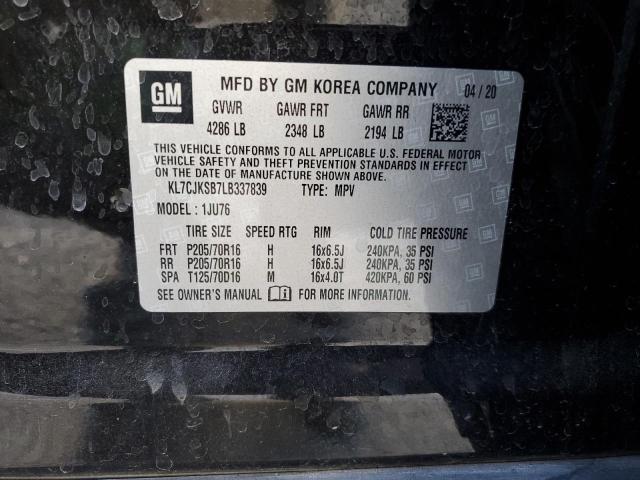 GM
MFD BY GM KOREA COMPANY 04/20
GVWR GAWR FRT GAWR RR
4286 LB 2348 LB 2194 LB
THIS VEHICLE CONFORMS TO ALL APPLICABLE U.S. FEDERAL MOTOR
VEHICLE SAFETY AND THEFT PREVENTION STANDARDS IN EFFECT
ON THE DATE OF MANUFACTURE SHOWN ABOVE.
KL7CJKSB7LB337839 TYPE: MPV
MODEL: 1JU76
TIRE SIZE SPEED RTG RIM COLD TIRE PRESSURE
FRT P205/70R16 H 16x6.5J 240KPA, 35 PSI
RR P205/70R16 H 16x6.5J 240KPA, 35 PSI
SPA T125/70D16 M 16x4.0T 420KPA, 60 PSI
SEE OWNER'S MANUAL FOR MORE INFORMATION.